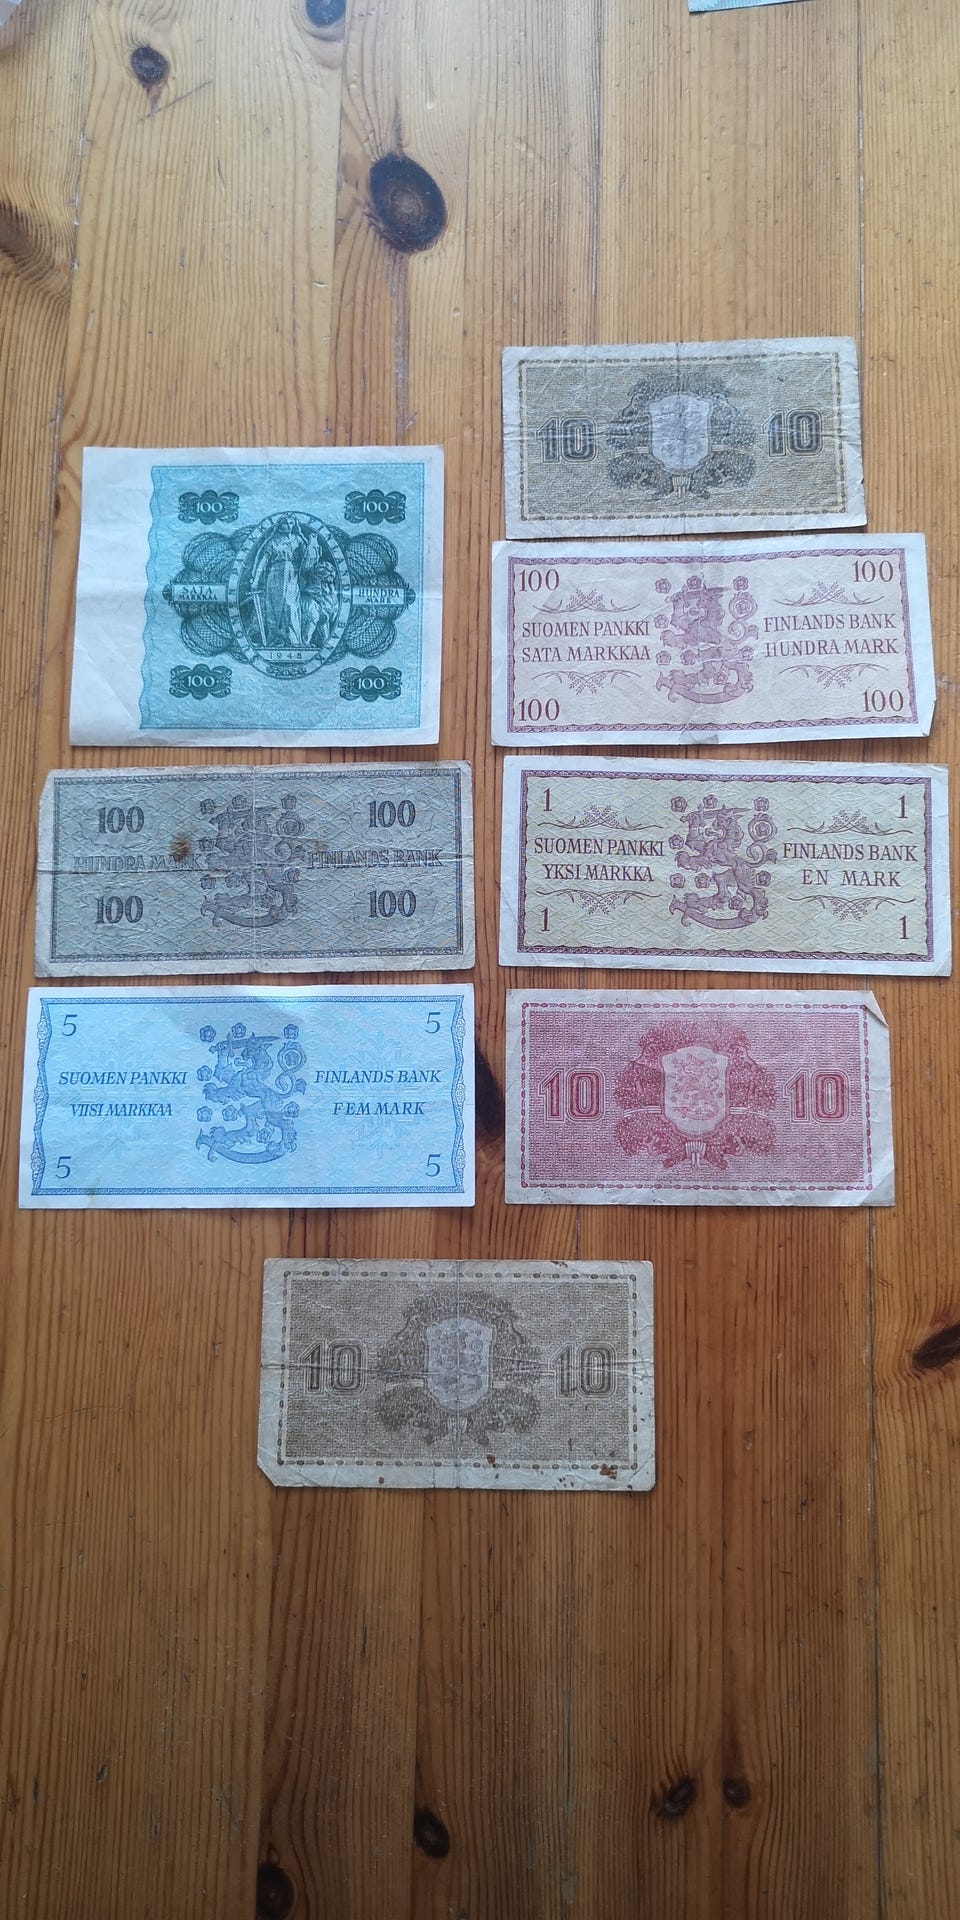 10 10
100 100
SATA
MARKKAA
HUNDRA
MARK
1945
100 100
100 100
SUOMEN PANKKI FINLANDS BANK
SATA MARKKAA HUNDRA MARK
100 100
100 100
HUNDRA MARK FINLANDS BANK
100 100
1 1
SUOMEN PANKKI FINLANDS BANK
YKSI MARKKA EN MARK
1 1
5 5
SUOMEN PANKKI FINLANDS BANK
VIISI MARKKAA FEM MARK
5 5
10 10
10 10